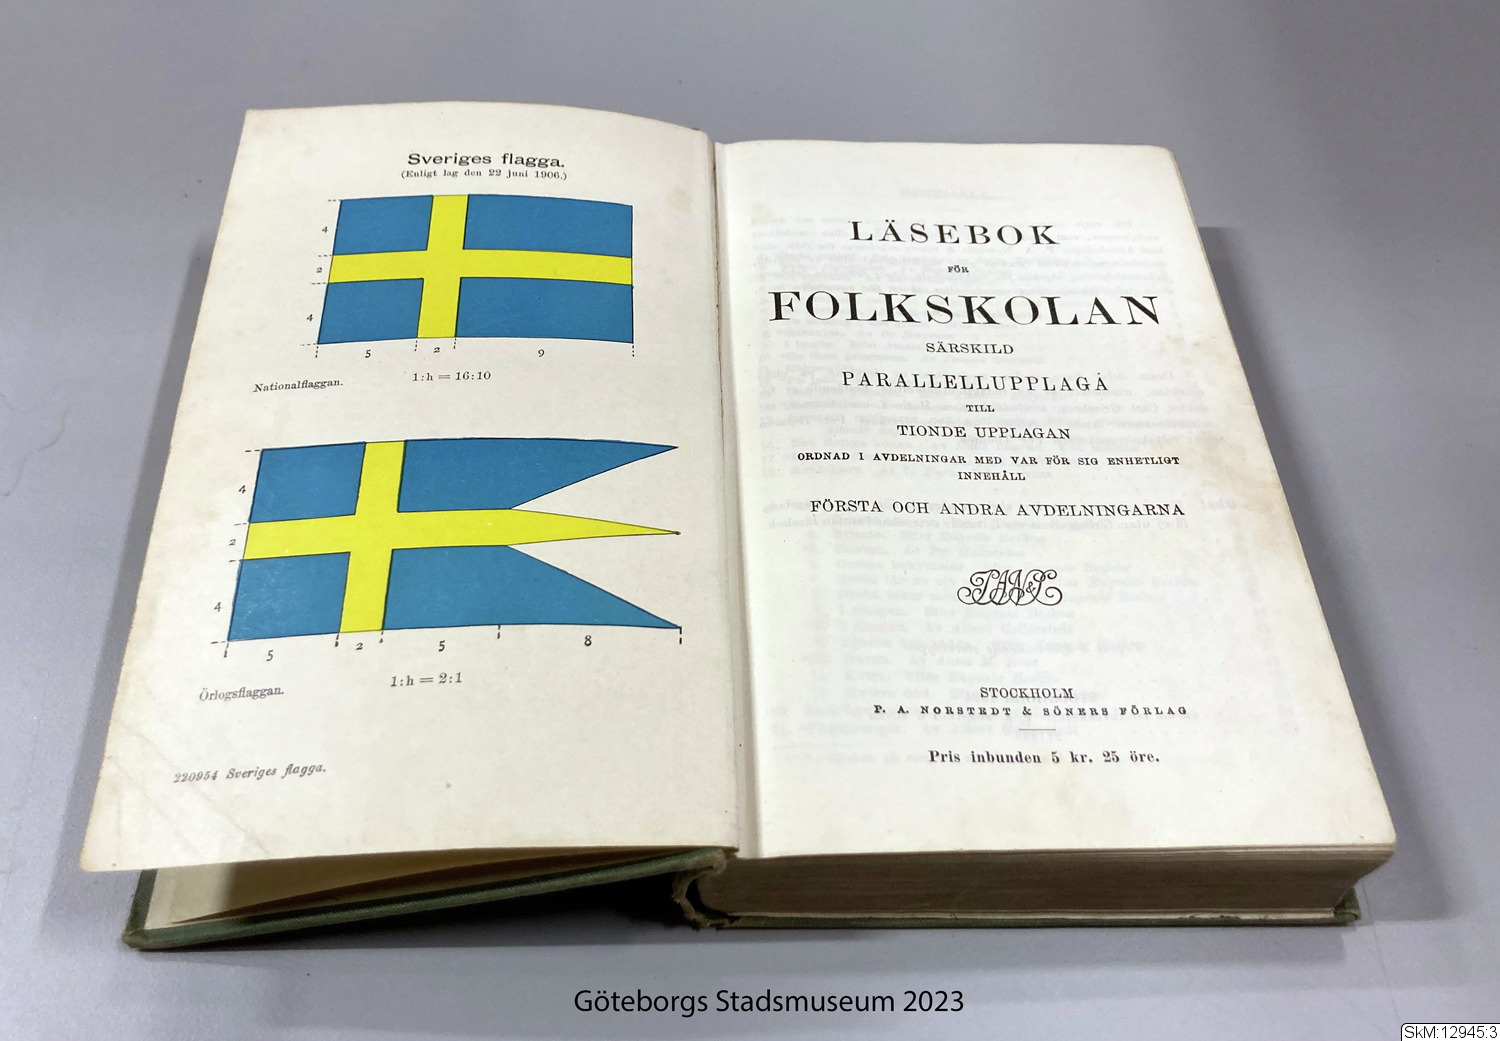 Sveriges flagga.
(Enligt lag den 22 juni 1906.)
4
2
4
5 2 9
1:h = 16:10
Nationalflaggan.
4
2
4
5 2 5 8
1:h = 2:1
Örlogsflaggan.
220954 Sveriges flagga.
LÄSEBOK
FÖR
FOLKSKOLAN
SÄRSKILD
PARALLELLUPPLAGA
TILL
TIONDE UPPLAGAN
ORDNAD I AVDELNINGAR MED VAR FÖR SIG ENHETLIGT
INNEHÅLL
FÖRSTA OCH ANDRA AVDELNINGARNA
STOCKHOLM
P. A. NORSTEDT & SÖNERS FÖRLAG
Pris inbunden 5 kr. 25 öre.
Göteborgs Stadsmuseum 2023
SkM:12945:3